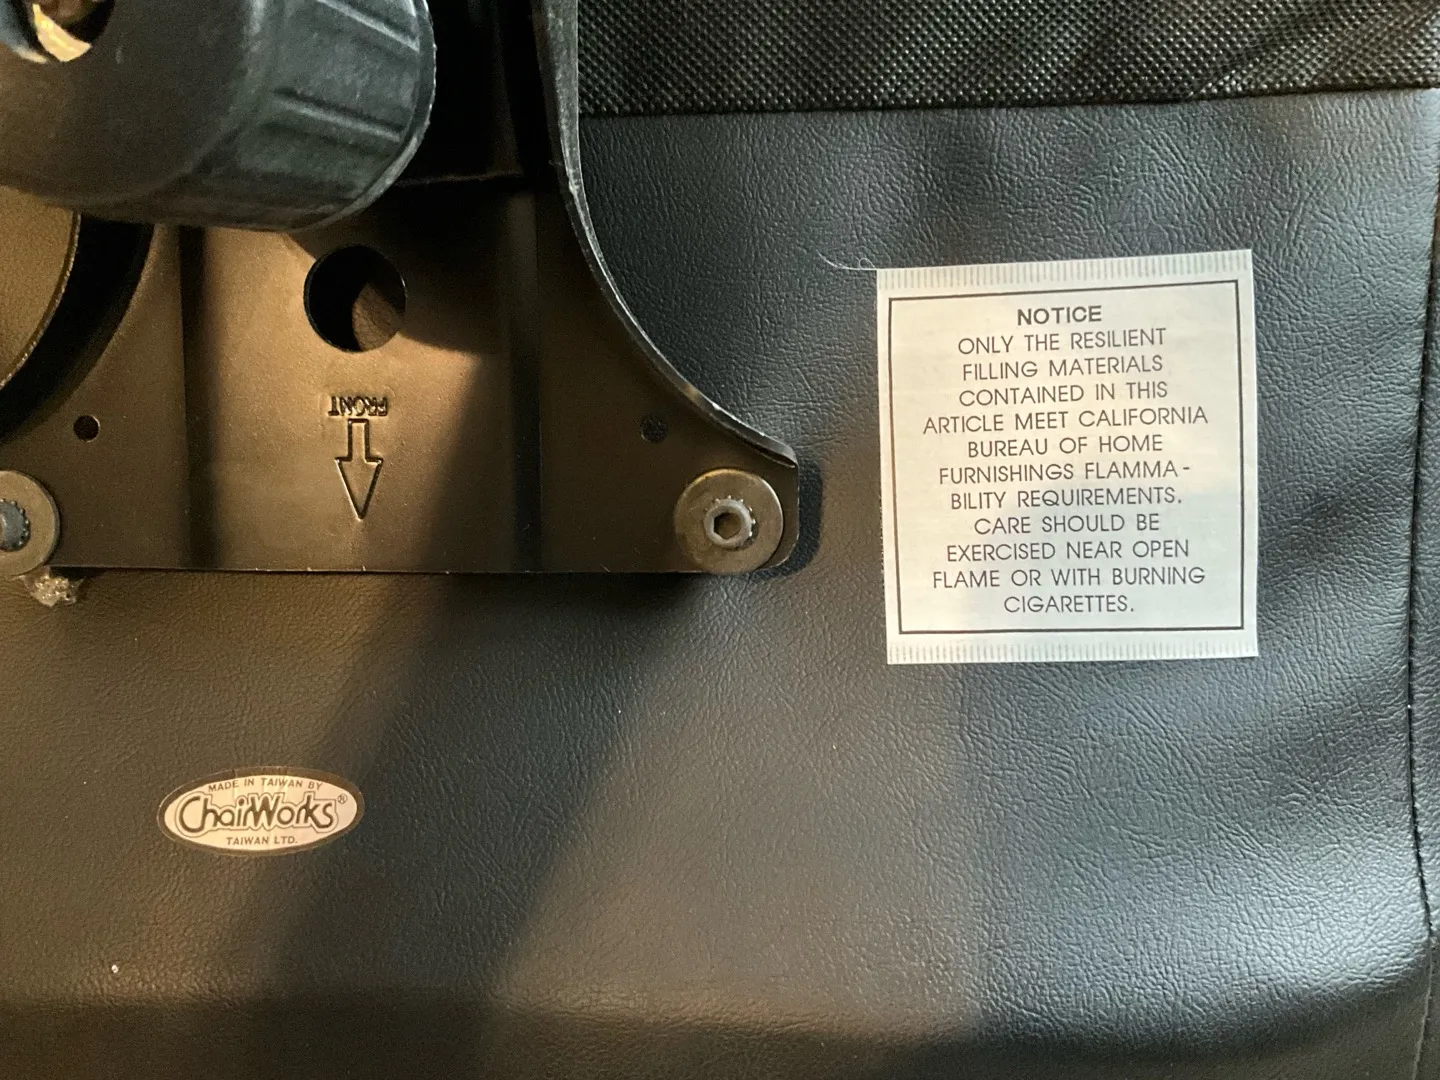 FRONT
NOTICE
ONLY THE RESILIENT
FILLING MATERIALS
CONTAINED IN THIS
ARTICLE MEET CALIFORNIA
BUREAU OF HOME
FURNISHINGS FLAMMA-
BILITY REQUIREMENTS.
CARE SHOULD BE
EXERCISED NEAR OPEN
FLAME OR WITH BURNING
CIGARETTES.
MADE IN TAIWAN BY
ChairWorks®
TAIWAN LTD.